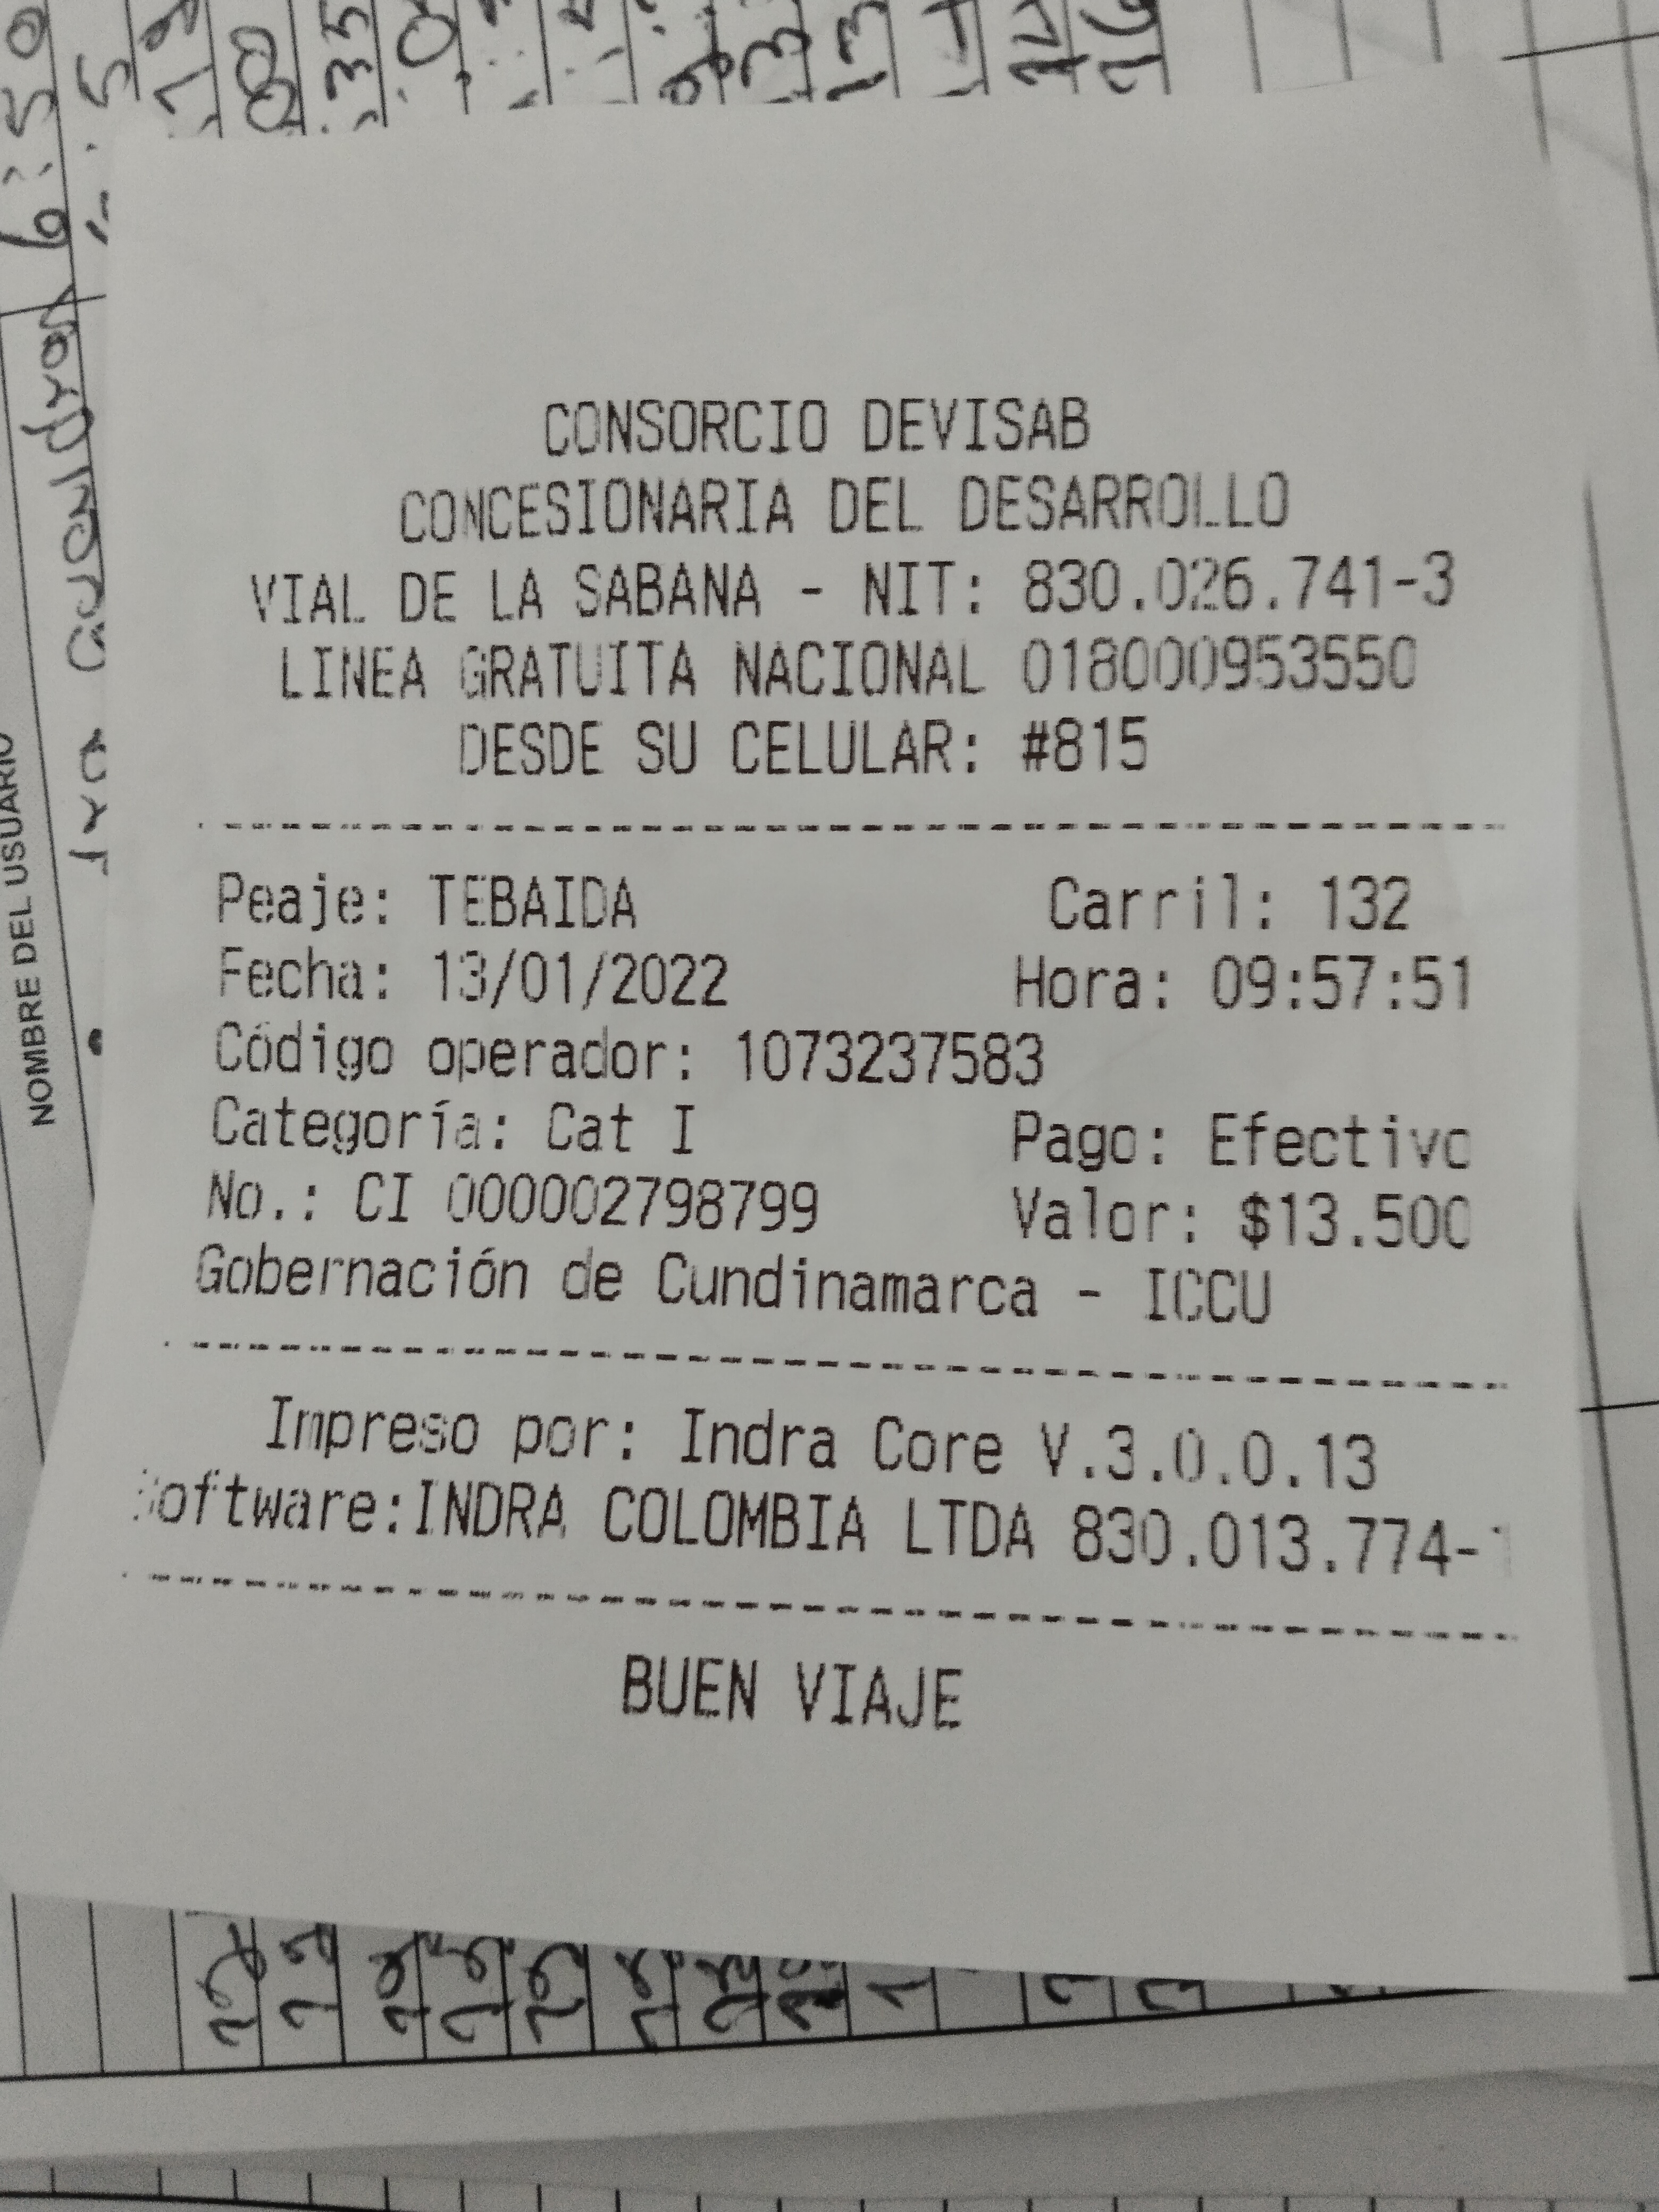 CONSORCIO DEVISAB
CONCESIONARIA DEL DESARROLLO
VIAL DE LA SABANA - NIT: 830.026.741-3
LINEA GRATUITA NACIONAL 018000953550
DESDE SU CELULAR: #815
Peaje: TEBAIDA Carril: 132
Fecha: 13/01/2022 Hora: 09:57:51
Código operador: 1073237583
Categoría: Cat I Pago: Efectivo
No.: CI 000002798799 Valor: $13.500
Gobernación de Cundinamarca - ICCU
Impreso por: Indra Core V.3.0.0.13
Software:INDRA COLOMBIA LTDA 830.013.774-
BUEN VIAJE
NOMBRE DEL USUARIO